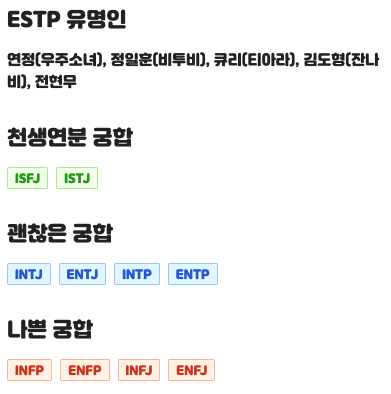 ESTP 유명인
연정(우주소녀), 정일훈(비투비), 큐리(티아라), 김도형(잔나
비), 전현무
천생연분 궁합
ISFJ ISTJ
괜찮은 궁합
INTJ ENTJ INTP ENTP
나쁜 궁합
INFP ENFP INFJ ENFJ